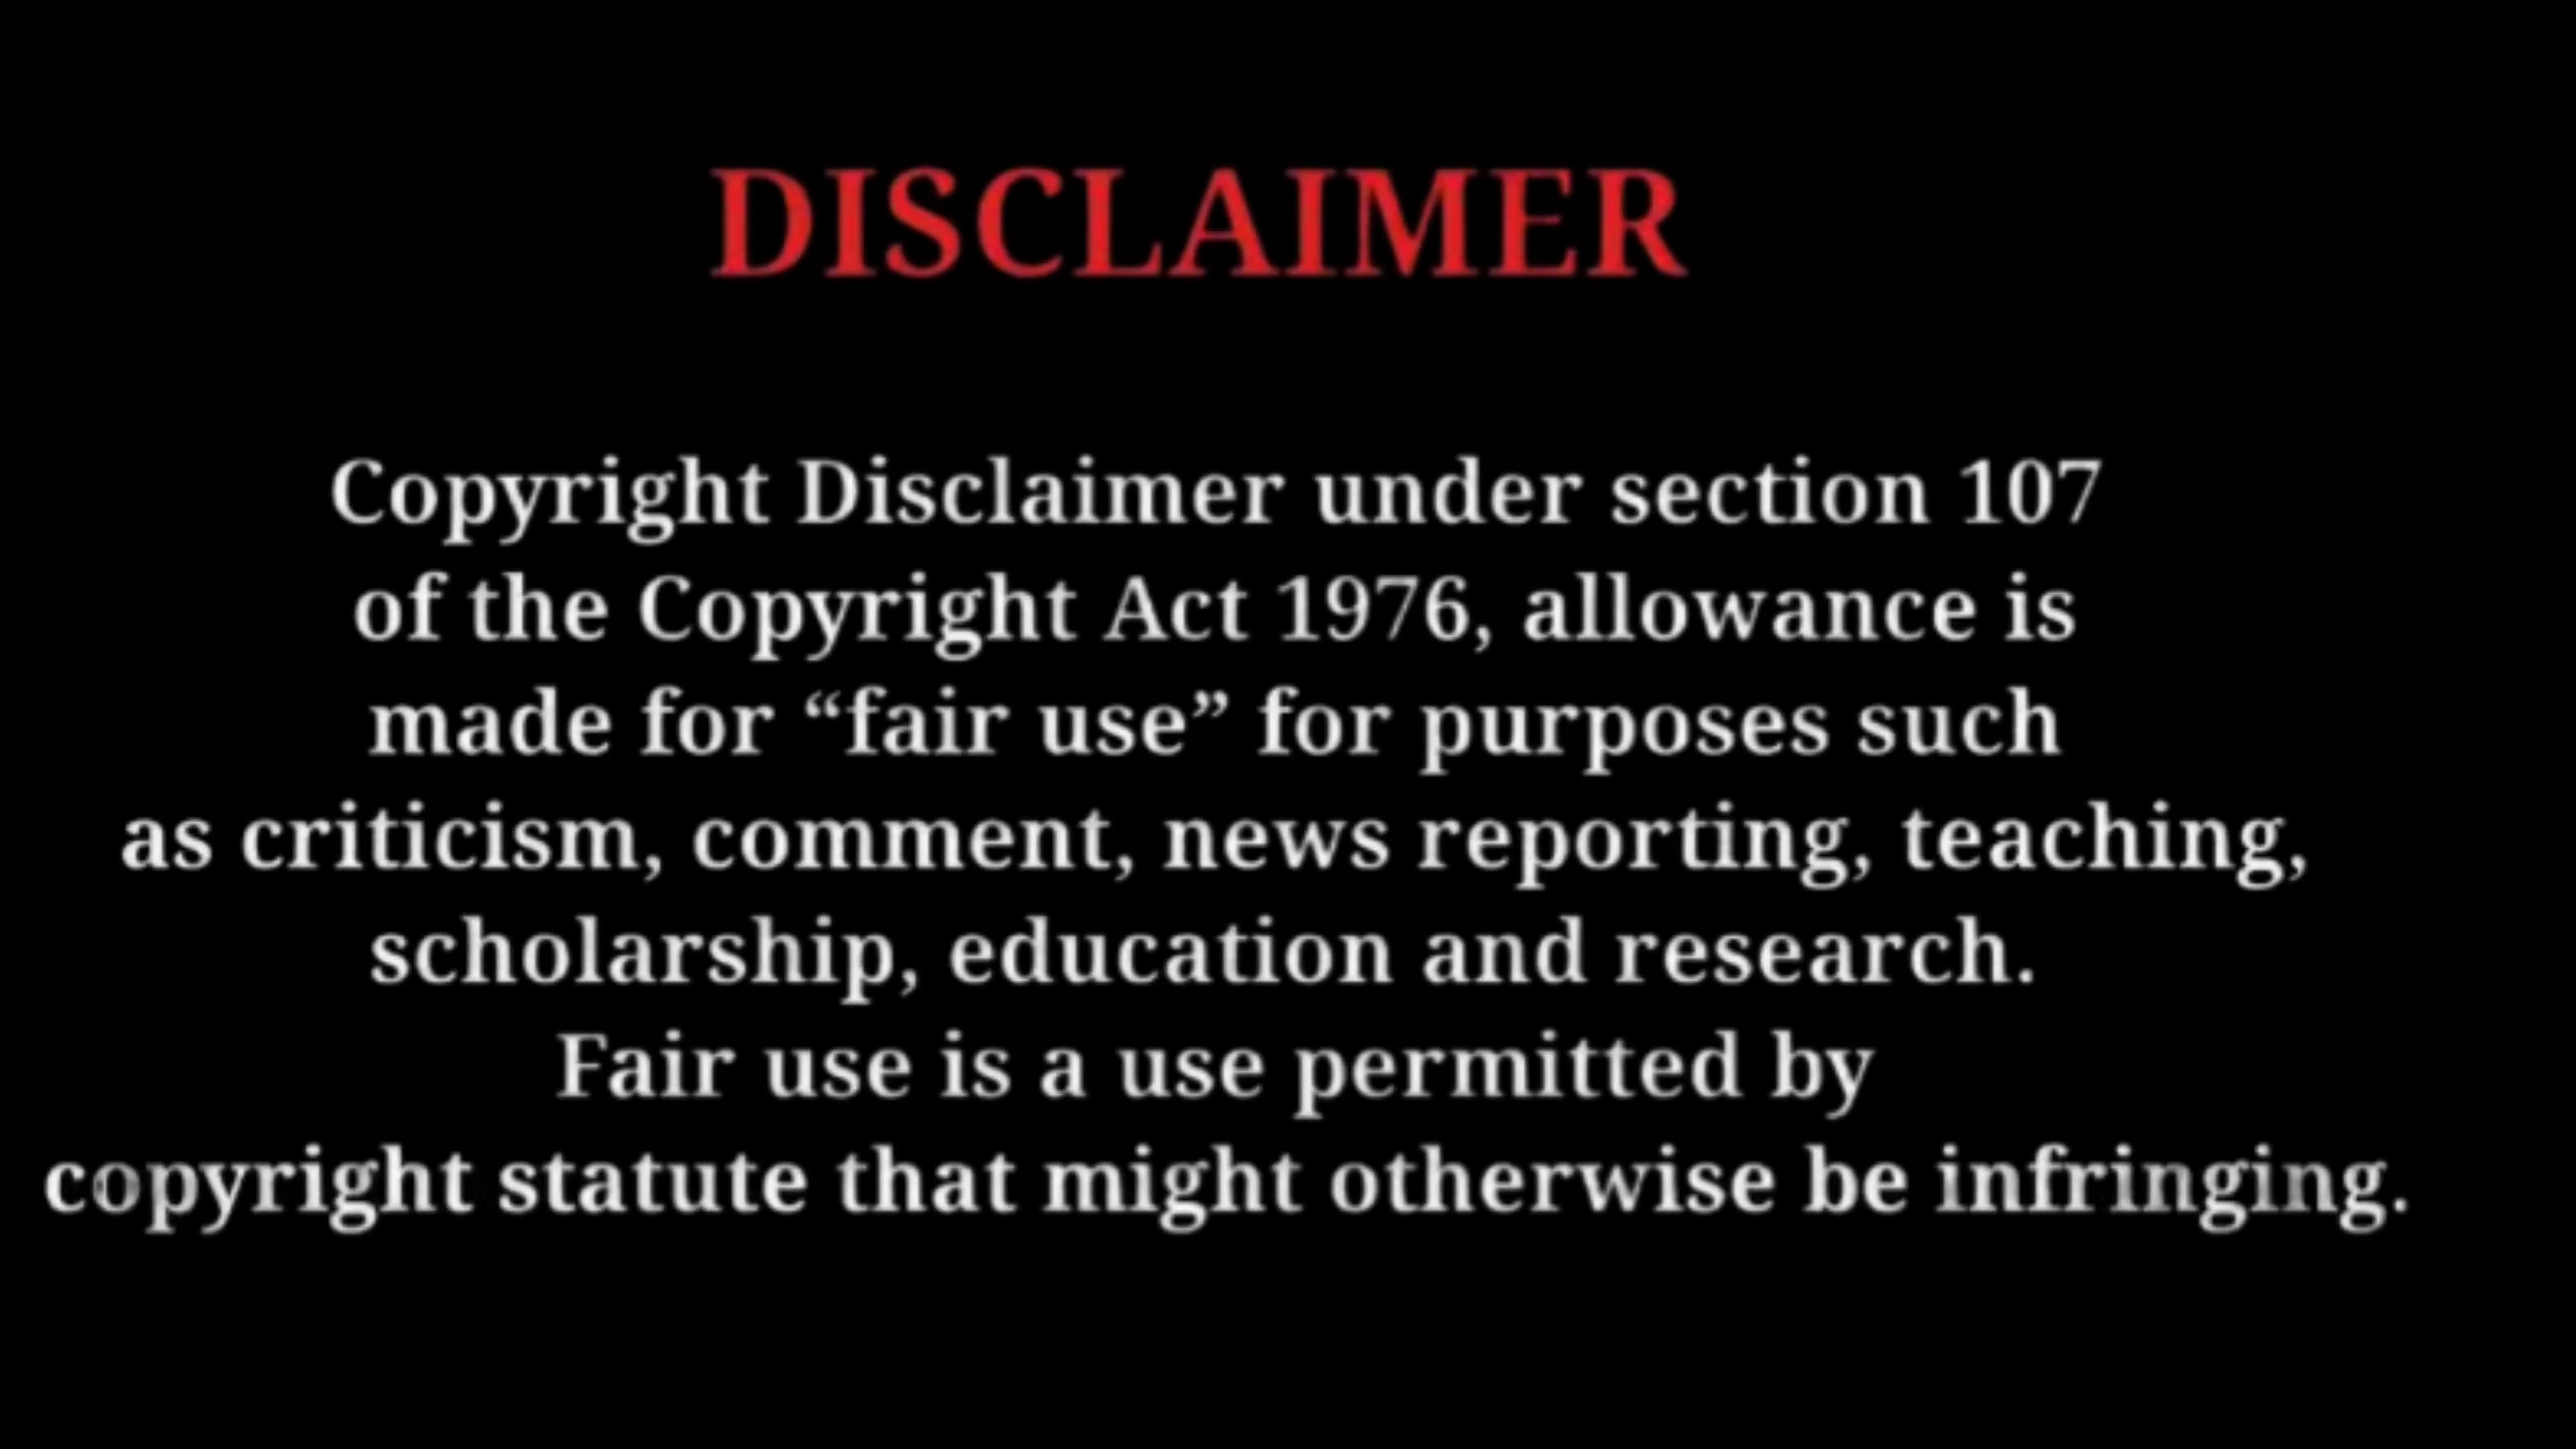 DISCLAIMER
Copyright Disclaimer under section 107
of the Copyright Act 1976, allowance is
made for “fair use” for purposes such
as criticism, comment, news reporting, teaching,
scholarship, education and research.
Fair use is a use permitted by
copyright statute that might otherwise be infringing.